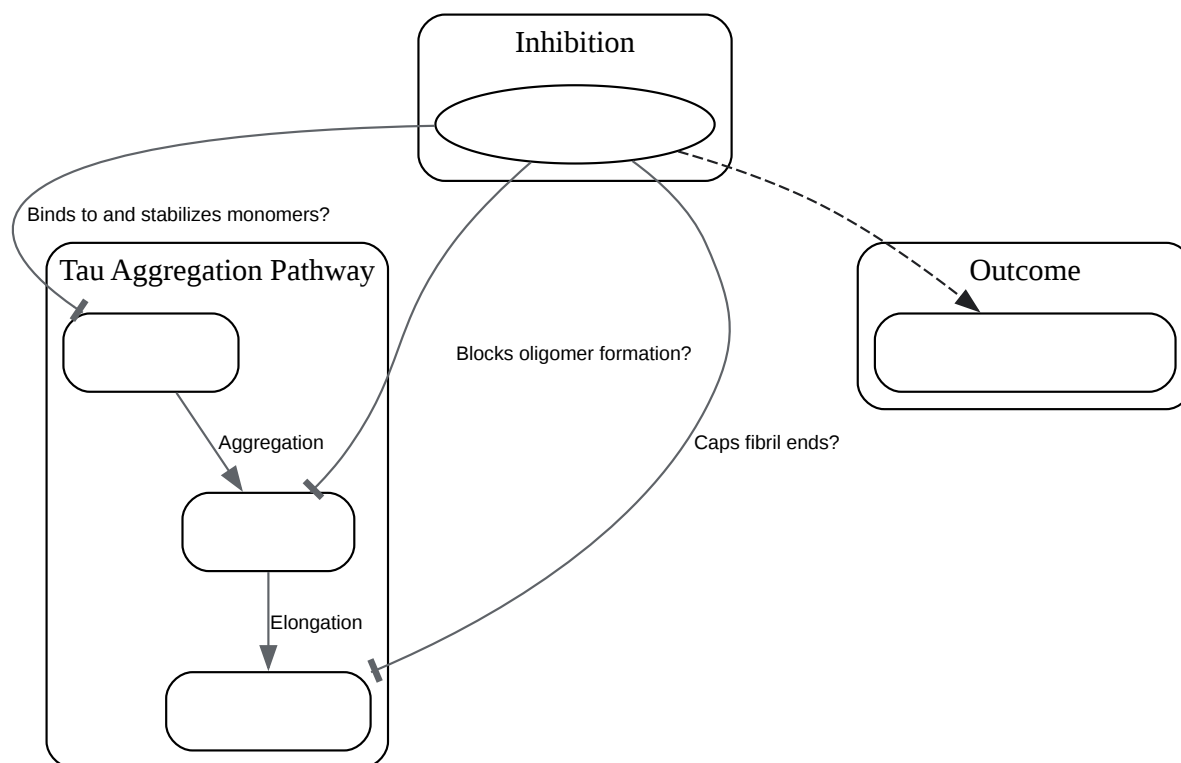 Inhibition
Binds to and stabilizes monomers?
Tau Aggregation Pathway
Outcome
Blocks oligomer formation?
Aggregation
Caps fibril ends?
Elongation